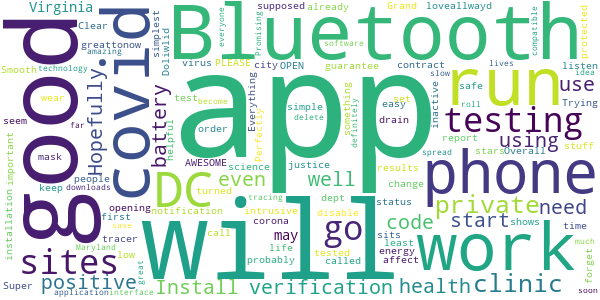 Virginia
Clear
covid
Hopefully.
simplest
Doliwlld
loveallwayd
greattonow
supposed
already
Grand
Promising
everyone
amazing
Smooth
technology
virus
PLEASE
city
OPEN
guarantee
contract
listen
compatible
protected
idea
Bluetooth
good
app
run
lives
software
slow
safe
roll
inactive
Trying
use
wear
idea
seem
far
mask
battery
test
become
Everything
Perfectly
simple
delete
set
something
definitely
easy
drain
testing
important
installation
helpful
order
AWESOME
science
justice
results
report
stars
Overall
stuff
using
spread
keep
people
downloads
DC
even
well
change
phone
first
opening
turned
tracing
dept
code
status
private
need
Maryland
save
tracer
notification
intrusive
disable
go
start
shows
time
low
call
corona
tested
sits
least
forget
sites
will
may
life
called
energy
affect
work
much
Super
positive
great
probably
Install
verification
health
clinic
application
interface
soon